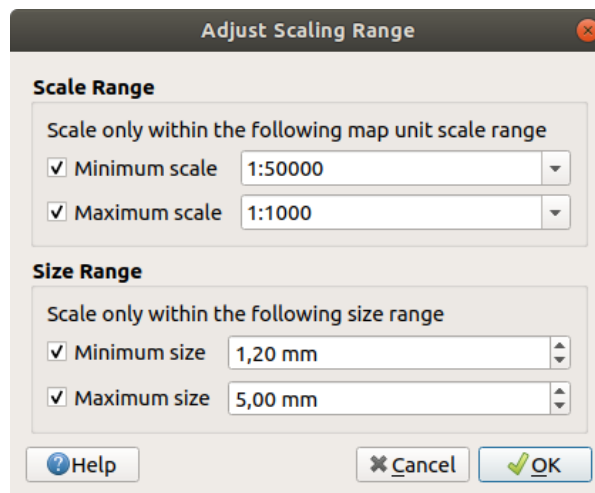 Adjust Scaling Range
Scale Range
Scale only within the following map unit scale range
Minimum scale 1:50000
Maximum scale 1:1000
Size Range
Scale only within the following size range
Minimum size 1,20 mm
Maximum size 5,00 mm
Help Cancel OK